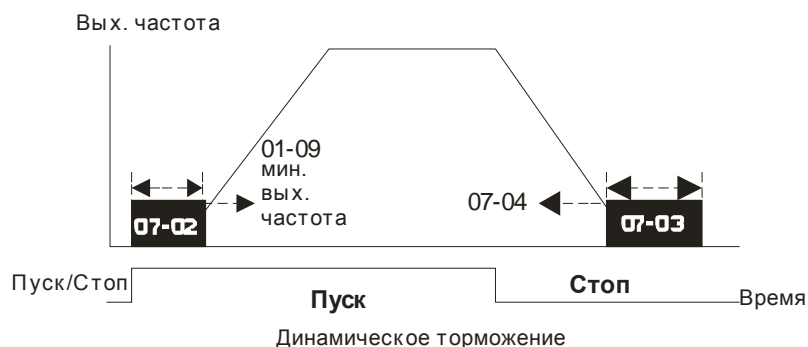 Вых. частота
01-09
мин.
вых.
частота
07-02
07-04
07-03
Пуск/Стоп
Пуск
Стоп
Время
Динамическое торможение